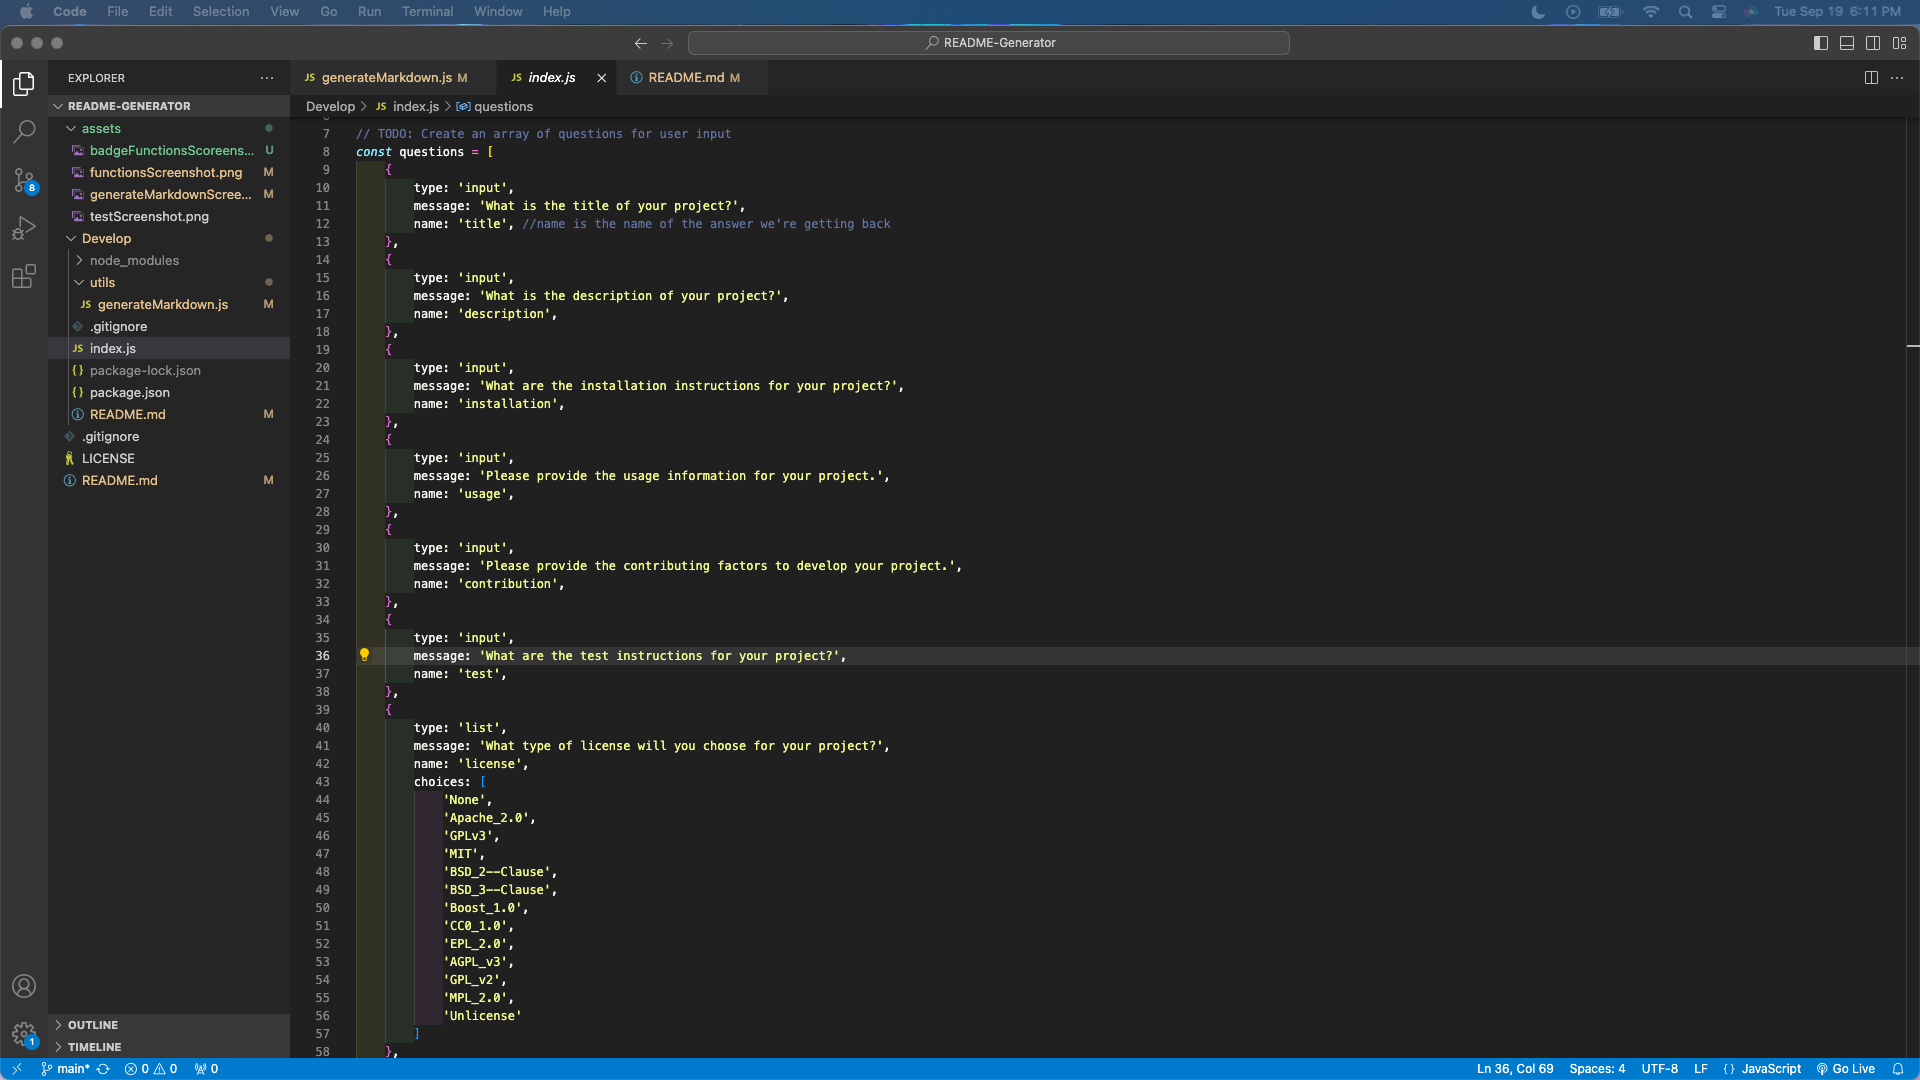 Code File Edit Selection View Go Run Terminal Window Help Tue Sep 19 6:11 PM
README-Generator
EXPLORER
JS generateMarkdown.js M
JS index.js
README.md M
README-GENERATOR
Develop > JS index.js > questions
assets
badgeFunctionsScoreens... U
functionsScreenshot.png M
generateMarkdownScree... M
testScreenshot.png
Develop
node_modules
utils
JS generateMarkdown.js M
.gitignore
JS index.js
{} package-lock.json
{} package.json
README.md M
.gitignore
LICENSE
README.md M
8
1
OUTLINE
TIMELINE
7 // TODO: Create an array of questions for user input
8 const questions = [
9 {
10 type: 'input',
11 message: 'What is the title of your project?',
12 name: 'title', //name is the name of the answer we're getting back
13 },
14 {
15 type: 'input',
16 message: 'What is the description of your project?',
17 name: 'description',
18 },
19 {
20 type: 'input',
21 message: 'What are the installation instructions for your project?',
22 name: 'installation',
23 },
24 {
25 type: 'input',
26 message: 'Please provide the usage information for your project.',
27 name: 'usage',
28 },
29 {
30 type: 'input',
31 message: 'Please provide the contributing factors to develop your project.',
32 name: 'contribution',
33 },
34 {
35 type: 'input',
36 message: 'What are the test instructions for your project?',
37 name: 'test',
38 },
39 {
40 type: 'list',
41 message: 'What type of license will you choose for your project?',
42 name: 'license',
43 choices: [
44 'None',
45 'Apache_2.0',
46 'GPLv3',
47 'MIT',
48 'BSD_2--Clause',
49 'BSD_3--Clause',
50 'Boost_1.0',
51 'CC0_1.0',
52 'EPL_2.0',
53 'AGPL_v3',
54 'GPL_v2',
55 'MPL_2.0',
56 'Unlicense'
57 ]
58 },
main* 0 0 0 Ln 36, Col 69 Spaces: 4 UTF-8 LF {} JavaScript Go Live